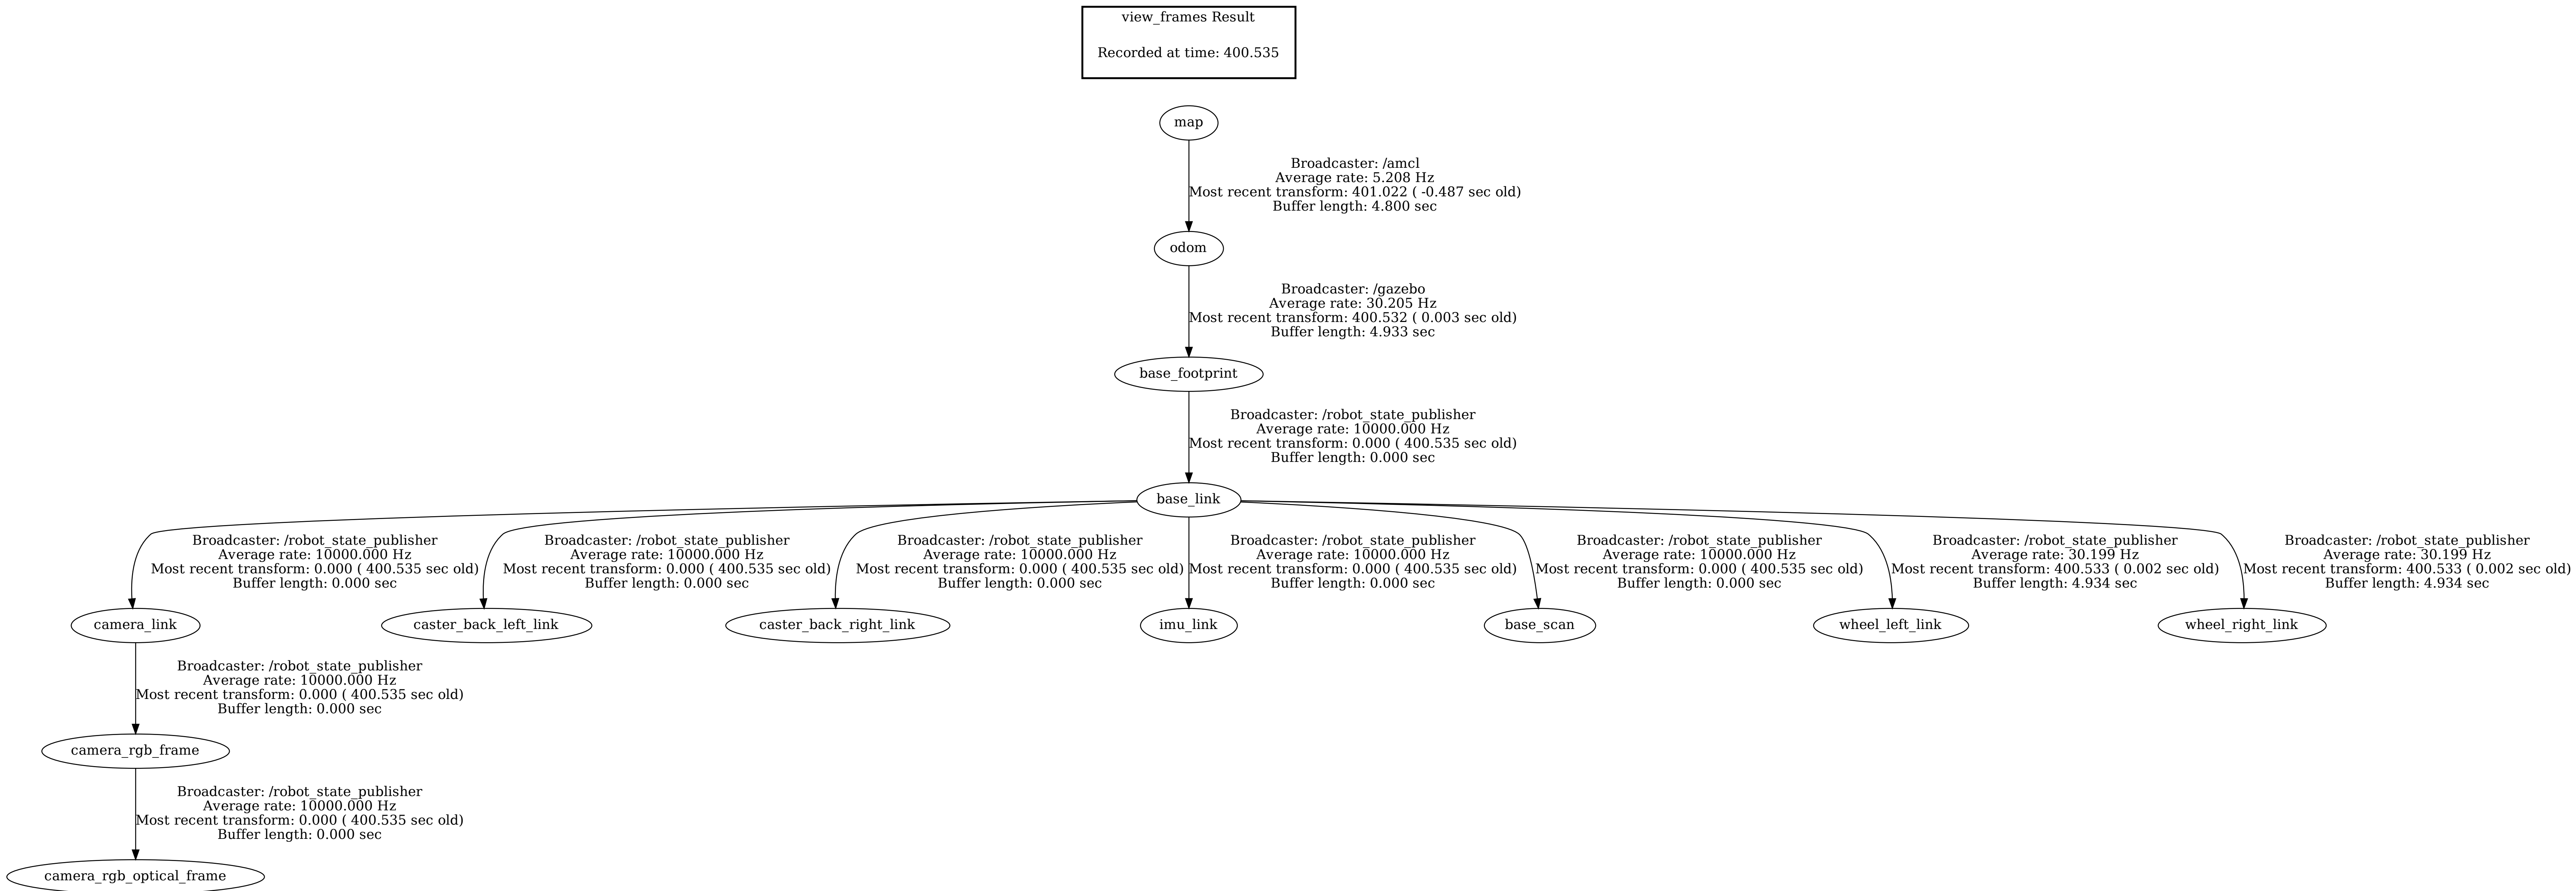 view_frames Result
Recorded at time: 400.535
map
Broadcaster: /amcl
Average rate: 5.208 Hz
Most recent transform: 401.022 ( -0.487 sec old)
Buffer length: 4.800 sec
odom
Broadcaster: /gazebo
Average rate: 30.205 Hz
Most recent transform: 400.532 ( 0.003 sec old)
Buffer length: 4.933 sec
base_footprint
Broadcaster: /robot_state_publisher
Average rate: 10000.000 Hz
Most recent transform: 0.000 ( 400.535 sec old)
Buffer length: 0.000 sec
base_link
Broadcaster: /robot_state_publisher
Average rate: 10000.000 Hz
Most recent transform: 0.000 ( 400.535 sec old)
Buffer length: 0.000 sec
Broadcaster: /robot_state_publisher
Average rate: 10000.000 Hz
Most recent transform: 0.000 ( 400.535 sec old)
Buffer length: 0.000 sec
Broadcaster: /robot_state_publisher
Average rate: 10000.000 Hz
Most recent transform: 0.000 ( 400.535 sec old)
Buffer length: 0.000 sec
Broadcaster: /robot_state_publisher
Average rate: 10000.000 Hz
Most recent transform: 0.000 ( 400.535 sec old)
Buffer length: 0.000 sec
Broadcaster: /robot_state_publisher
Average rate: 10000.000 Hz
Most recent transform: 0.000 ( 400.535 sec old)
Buffer length: 0.000 sec
Broadcaster: /robot_state_publisher
Average rate: 30.199 Hz
Most recent transform: 400.533 ( 0.002 sec old)
Buffer length: 4.934 sec
Broadcaster: /robot_state_publisher
Average rate: 30.199 Hz
Most recent transform: 400.533 ( 0.002 sec old)
Buffer length: 4.934 sec
camera_link
caster_back_left_link
caster_back_right_link
imu_link
base_scan
wheel_left_link
wheel_right_link
Broadcaster: /robot_state_publisher
Average rate: 10000.000 Hz
Most recent transform: 0.000 ( 400.535 sec old)
Buffer length: 0.000 sec
camera_rgb_frame
Broadcaster: /robot_state_publisher
Average rate: 10000.000 Hz
Most recent transform: 0.000 ( 400.535 sec old)
Buffer length: 0.000 sec
camera_rgb_optical_frame